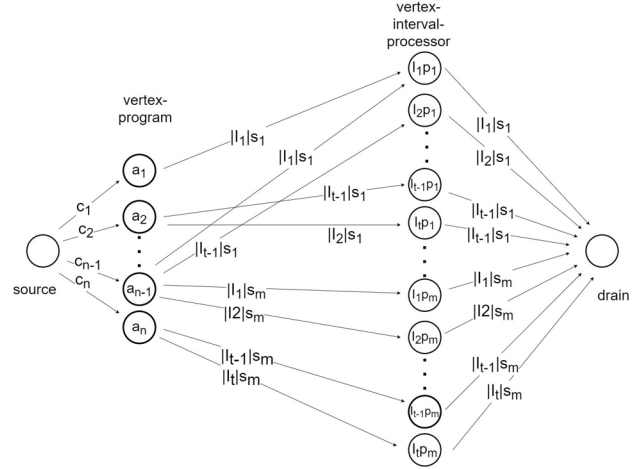 vertex-
interval-
processor
I₁p₁
vertex-
program
|I₁|s₁
|I₁|s₁
I₂p₁
|I₁|s₁
|I₂|s₁
a₁
|Iₜ₋₁|s₁
Iₜ₋₁p₁
c₁
a₂
|Iₜ₋₁|s₁
c₂
|I₂|s₁
Iₜp₁
|Iₜ₋₁|s₁
|Iₜ₋₁|s₁
source
cₙ₋₁
cₙ
aₙ₋₁
|I₁|sₘ
I₁pₘ
|I₁|sₘ
drain
|I2|sₘ
|I2|sₘ
aₙ
I₂pₘ
|Iₜ₋₁|sₘ
|Iₜ₋₁|sₘ
|Iₜ|sₘ
|Iₜ|sₘ
Iₜ₋₁pₘ
Iₜpₘ